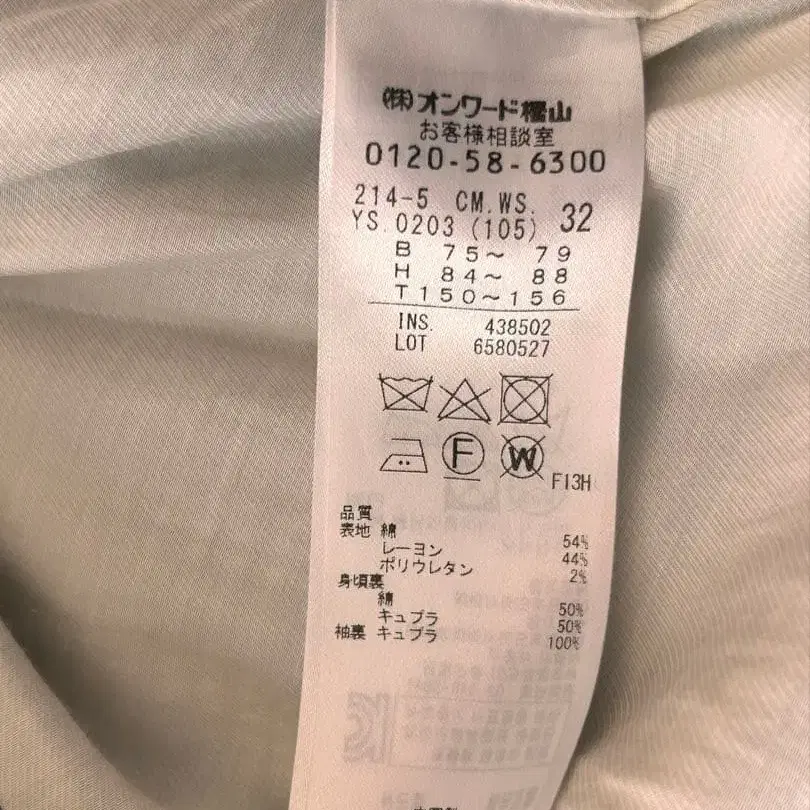 (株)オンワード樫山
お客様相談室
0120-58-6300
214-5 CM.WS. 32
YS.0203 (105)
B 75～ 79
H 84～ 88
T 150～156
INS. 438502
LOT 6580527
F
W
F13H
品質
表地 綿 54%
レーヨン 44%
ポリウレタン 2%
身頃裏
綿 50%
キュプラ 50%
袖裏 キュプラ 100%